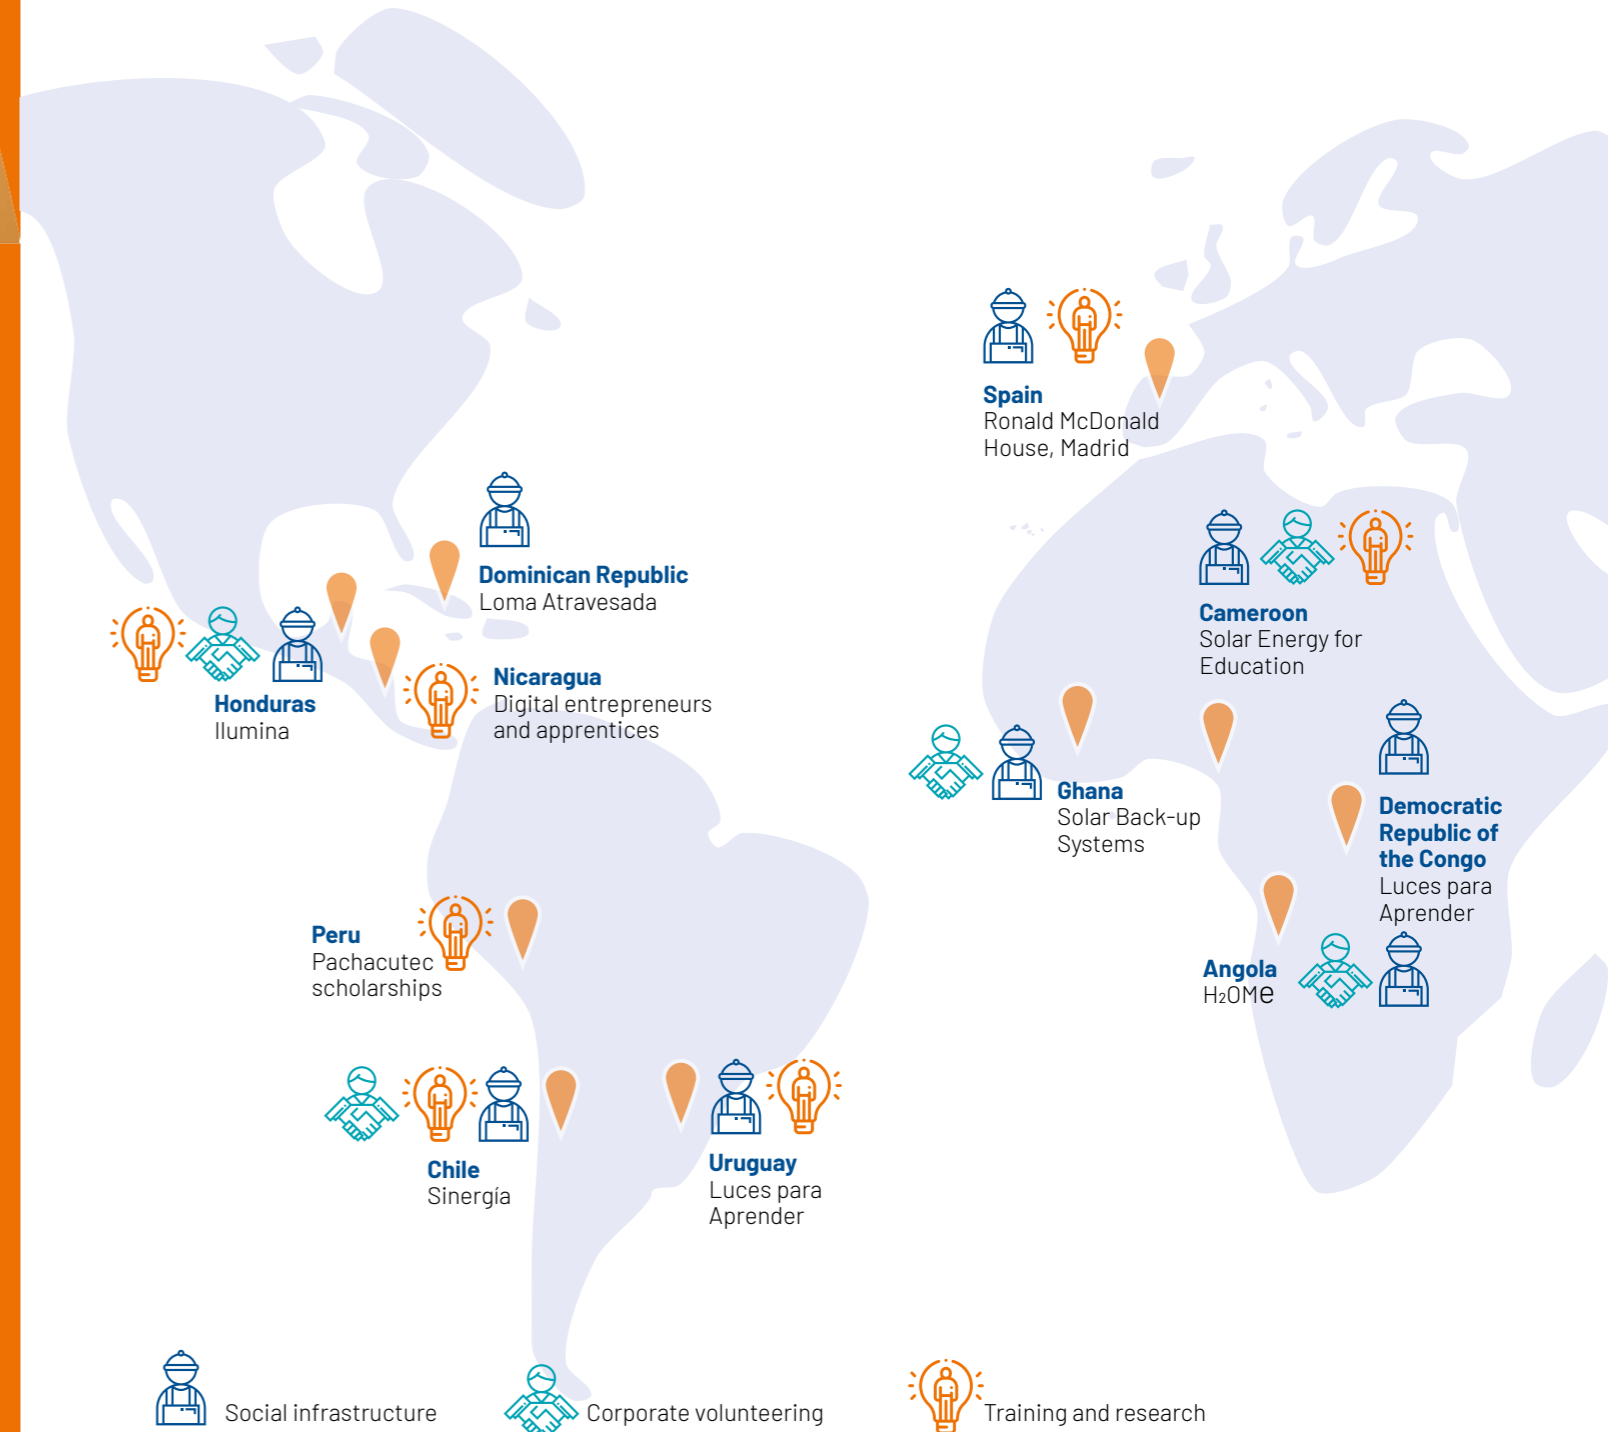 Spain
Ronald McDonald
House, Madrid
Dominican Republic
Loma Atravesada
Cameroon
Solar Energy for
Education
Honduras
Ilumina
Nicaragua
Digital entrepreneurs
and apprentices
Ghana
Solar Back-up
Systems
Democratic
Republic of
the Congo
Luces para
Aprender
Peru
Pachacutec
scholarships
Angola
H₂OMe
Chile
Sinergía
Uruguay
Luces para
Aprender
Social infrastructure
Corporate volunteering
Training and research